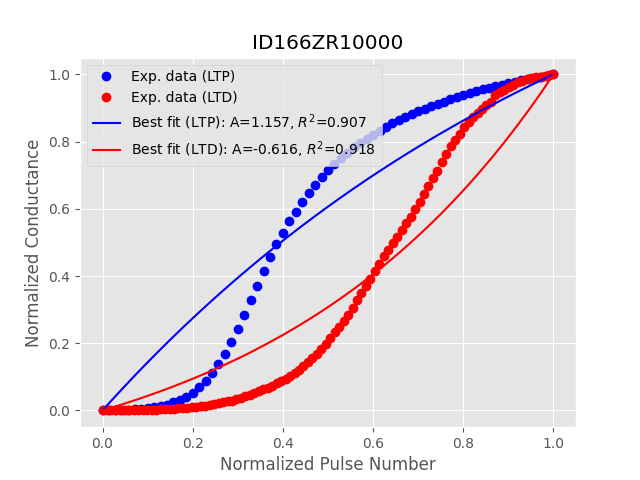 ID166ZR10000
Exp. data (LTP)
Exp. data (LTD)
Best fit (LTP): A=1.157, R²=0.907
Best fit (LTD): A=-0.616, R²=0.918
Normalized Conductance
1.0
0.8
0.6
0.4
0.2
0.0
0.0 0.2 0.4 0.6 0.8 1.0
Normalized Pulse Number